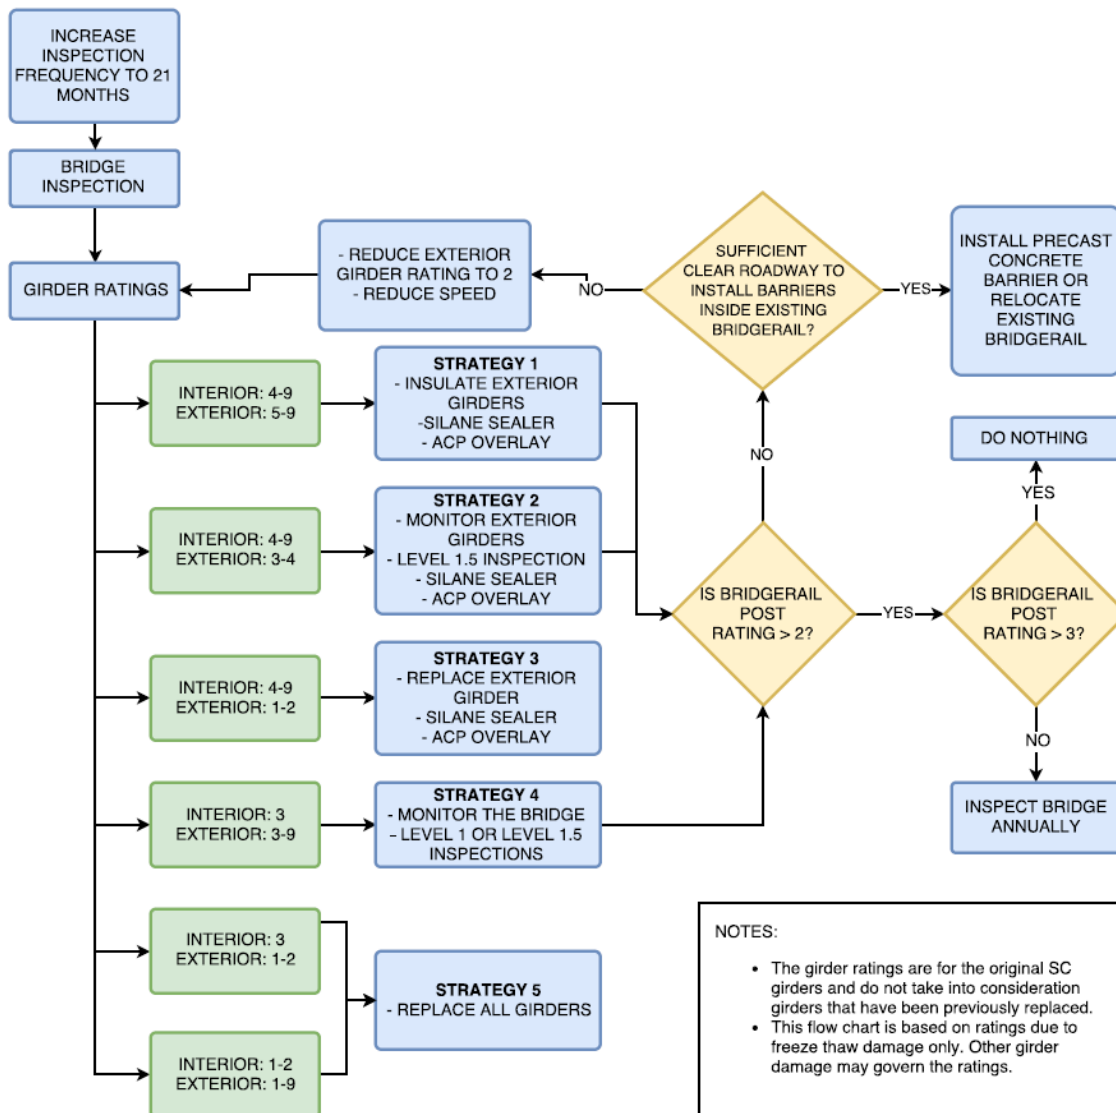 INCREASE
INSPECTION
FREQUENCY TO 21
MONTHS
BRIDGE
INSPECTION
GIRDER RATINGS
- REDUCE EXTERIOR
GIRDER RATING TO 2
- REDUCE SPEED
NO
SUFFICIENT
CLEAR ROADWAY TO
INSTALL BARRIERS
INSIDE EXISTING
BRIDGERAIL?
YES
INSTALL PRECAST
CONCRETE
BARRIER OR
RELOCATE
EXISTING
BRIDGERAIL
INTERIOR: 4-9
EXTERIOR: 5-9
STRATEGY 1
- INSULATE EXTERIOR
GIRDERS
-SILANE SEALER
- ACP OVERLAY
NO
DO NOTHING
YES
INTERIOR: 4-9
EXTERIOR: 3-4
STRATEGY 2
- MONITOR EXTERIOR
GIRDERS
- LEVEL 1.5 INSPECTION
- SILANE SEALER
- ACP OVERLAY
IS BRIDGERAIL
POST
RATING > 2?
YES
IS BRIDGERAIL
POST
RATING > 3?
INTERIOR: 4-9
EXTERIOR: 1-2
STRATEGY 3
- REPLACE EXTERIOR
GIRDER
- SILANE SEALER
- ACP OVERLAY
NO
INTERIOR: 3
EXTERIOR: 3-9
STRATEGY 4
- MONITOR THE BRIDGE
- LEVEL 1 OR LEVEL 1.5
INSPECTIONS
INSPECT BRIDGE
ANNUALLY
INTERIOR: 3
EXTERIOR: 1-2
INTERIOR: 1-2
EXTERIOR: 1-9
STRATEGY 5
- REPLACE ALL GIRDERS
NOTES:
• The girder ratings are for the original SC
girders and do not take into consideration
girders that have been previously replaced.
• This flow chart is based on ratings due to
freeze thaw damage only. Other girder
damage may govern the ratings.